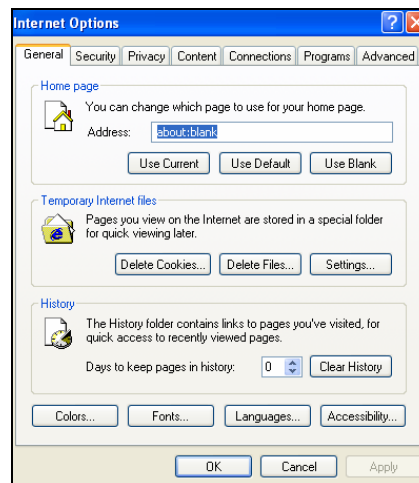 Internet Options
General Security Privacy Content Connections Programs Advanced
Home page
You can change which page to use for your home page.
Address: about:blank
Use Current Use Default Use Blank
Temporary Internet files
Pages you view on the Internet are stored in a special folder
for quick viewing later.
Delete Cookies... Delete Files... Settings...
History
The History folder contains links to pages you've visited, for
quick access to recently viewed pages.
Days to keep pages in history: 0 Clear History
Colors... Fonts... Languages... Accessibility...
OK Cancel Apply